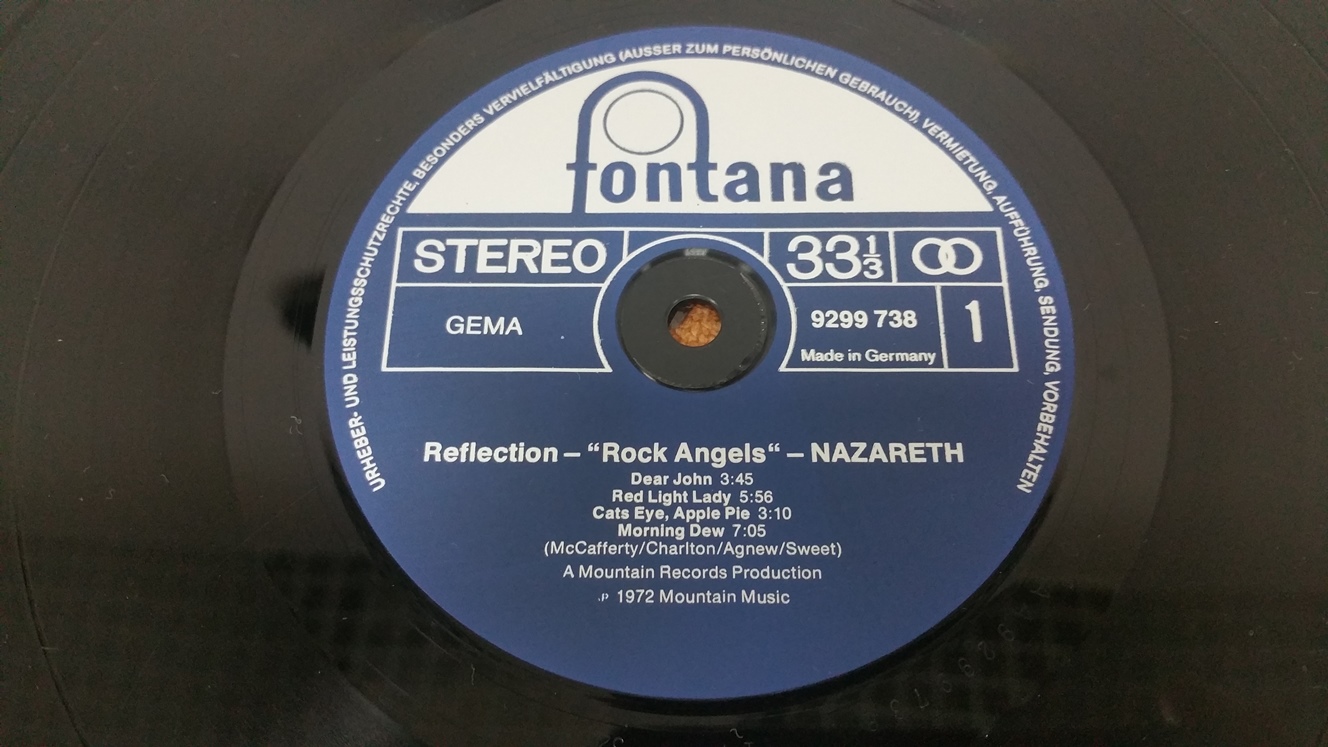 URHEBER- UND LEISTUNGSSCHUTZRECHTE, BESONDERS VERVIELFÄLTIGUNG (AUSSER ZUM PERSÖNLICHEN GEBRAUCH), VERMIETUNG, AUFFÜHRUNG, SENDUNG, VORBEHALTEN
fontana
STEREO
33 1/3
GEMA
9299 738
1
Made in Germany
Reflection – “Rock Angels“ – NAZARETH
Dear John 3:45
Red Light Lady 5:56
Cats Eye, Apple Pie 3:10
Morning Dew 7:05
(McCafferty/Charlton/Agnew/Sweet)
A Mountain Records Production
℗ 1972 Mountain Music